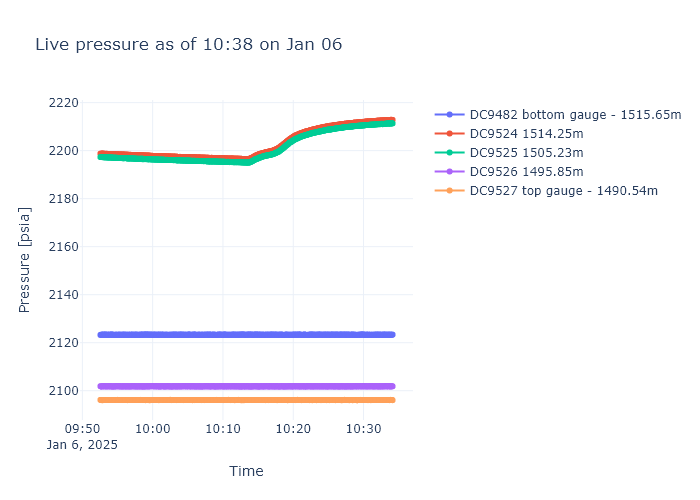 Live pressure as of 10:38 on Jan 06
2220
2200
2180
2160
2140
2120
2100
Pressure [psia]
09:50
10:00
10:10
10:20
10:30
Jan 6, 2025
Time
DC9482 bottom gauge - 1515.65m
DC9524 1514.25m
DC9525 1505.23m
DC9526 1495.85m
DC9527 top gauge - 1490.54m